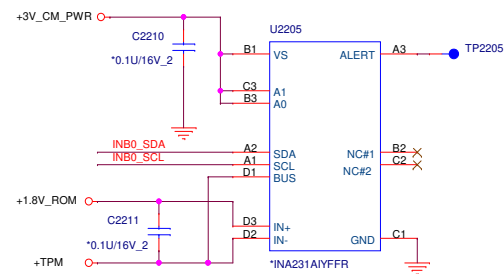 +3V_CM_PWR
C2210
*0.1U/16V_2
U2205
B1 VS
ALERT A3
TP2205
C3 A1
B3 A0
INB0_SDA A2 SDA
INB0_SCL A1 SCL
D1 BUS
NC#1 B2
NC#2 C2
+1.8V_ROM
C2211
*0.1U/16V_2
+TPM
D3 IN+
D2 IN-
GND C1
*INA231AIYFFR